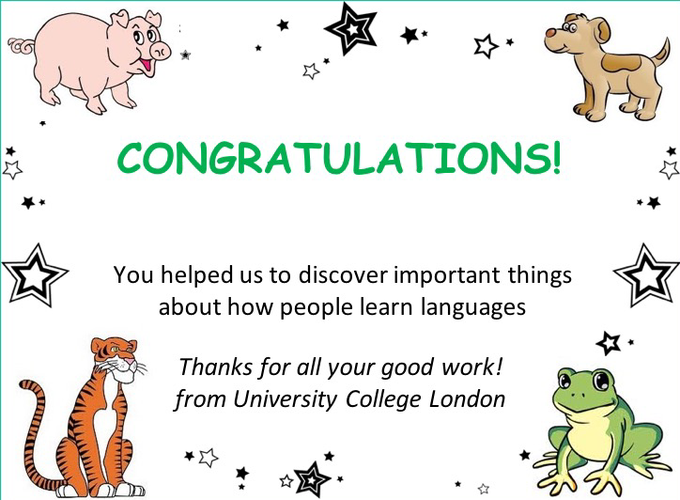 CONGRATULATIONS!
You helped us to discover important things
about how people learn languages
Thanks for all your good work!
from University College London